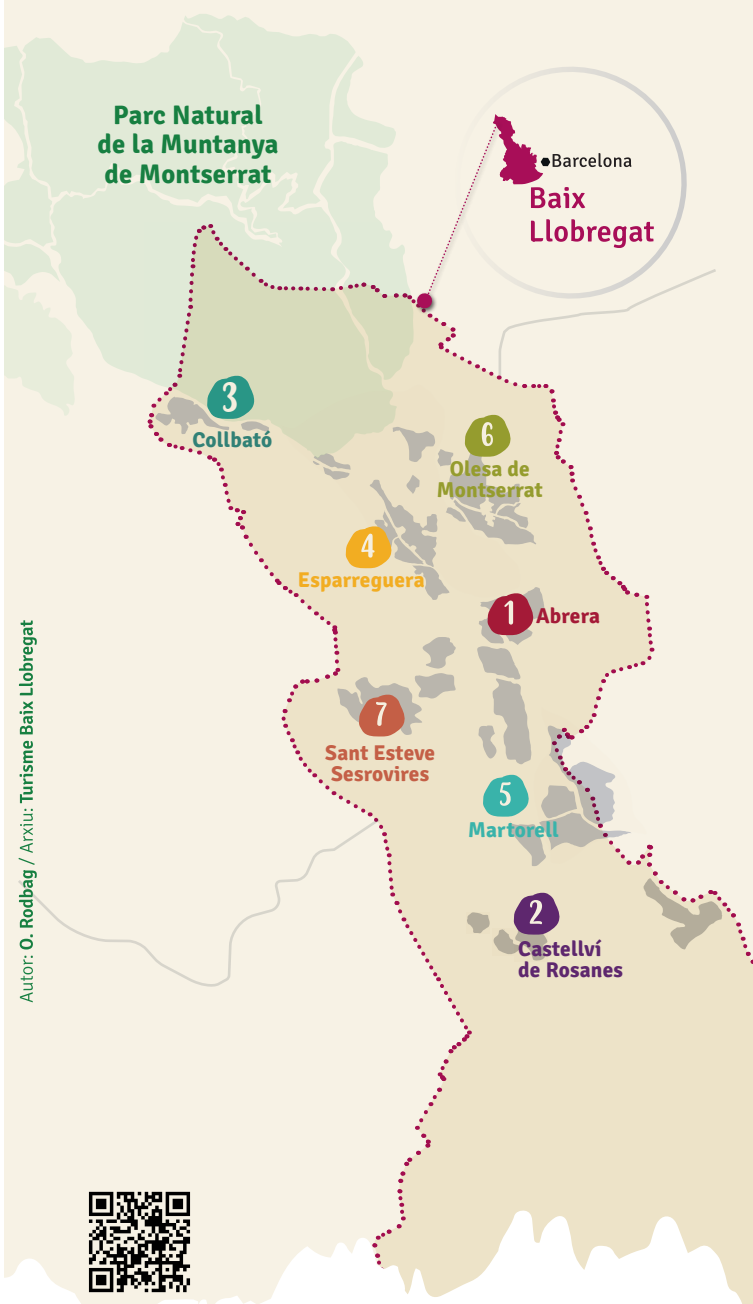 Parc Natural
de la Muntanya
de Montserrat
Barcelona
Baix
Llobregat
3
Collbató
6
Olesa de
Montserrat
4
Esparreguera
1
Abrera
7
Sant Esteve
Sesrovires
5
Martorell
2
Castellví
de Rosanes
Autor: O. Rodbag / Arxiu: Turisme Baix Llobregat